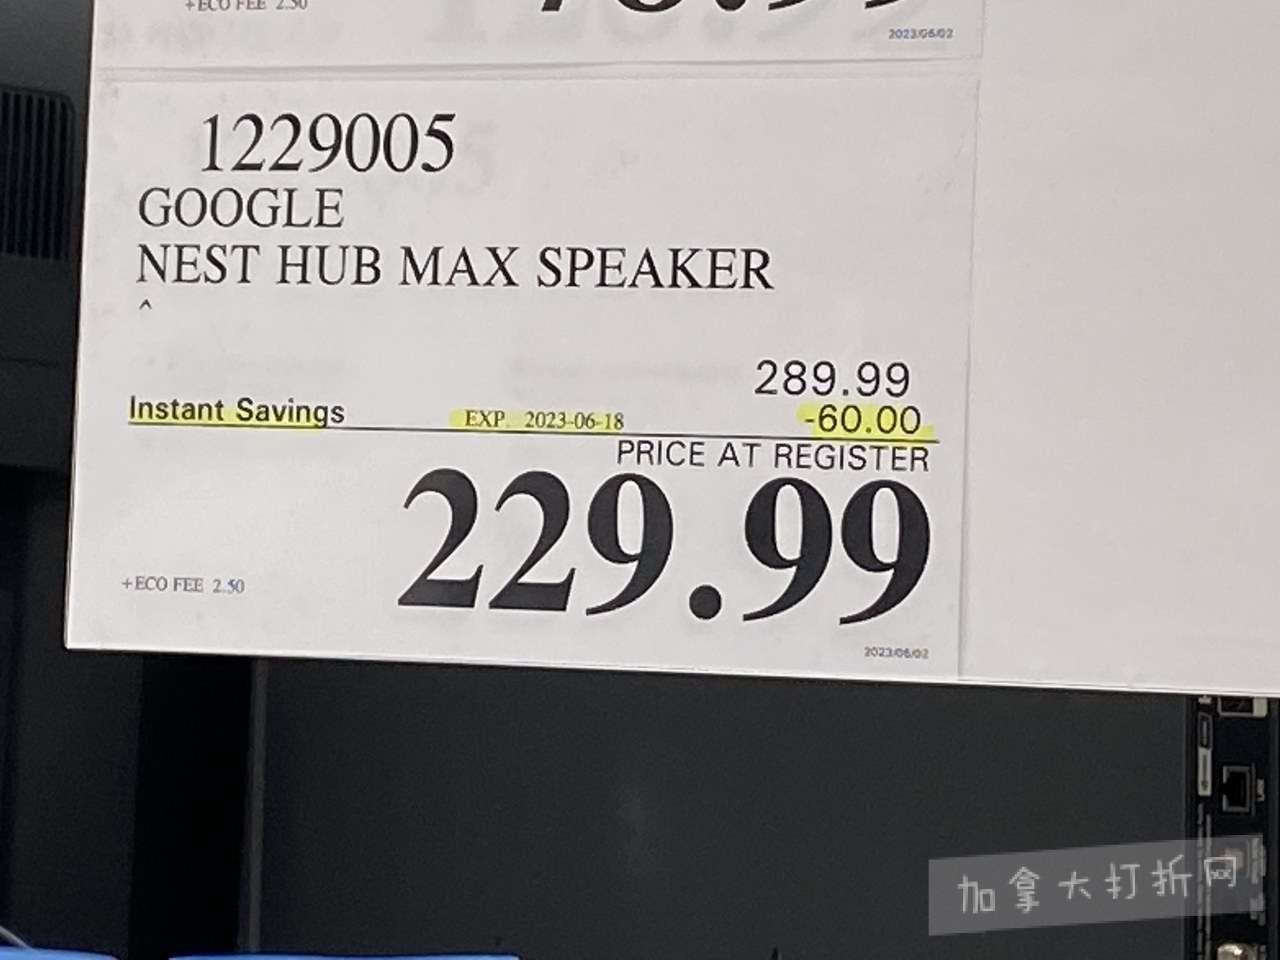 +ECO FEE 2.50
2023/06/02
1229005
GOOGLE
NEST HUB MAX SPEAKER
^
289.99
Instant Savings EXP. 2023-06-18 -60.00
PRICE AT REGISTER
229.99
+ECO FEE 2.50
2023/06/02
加拿大打折网